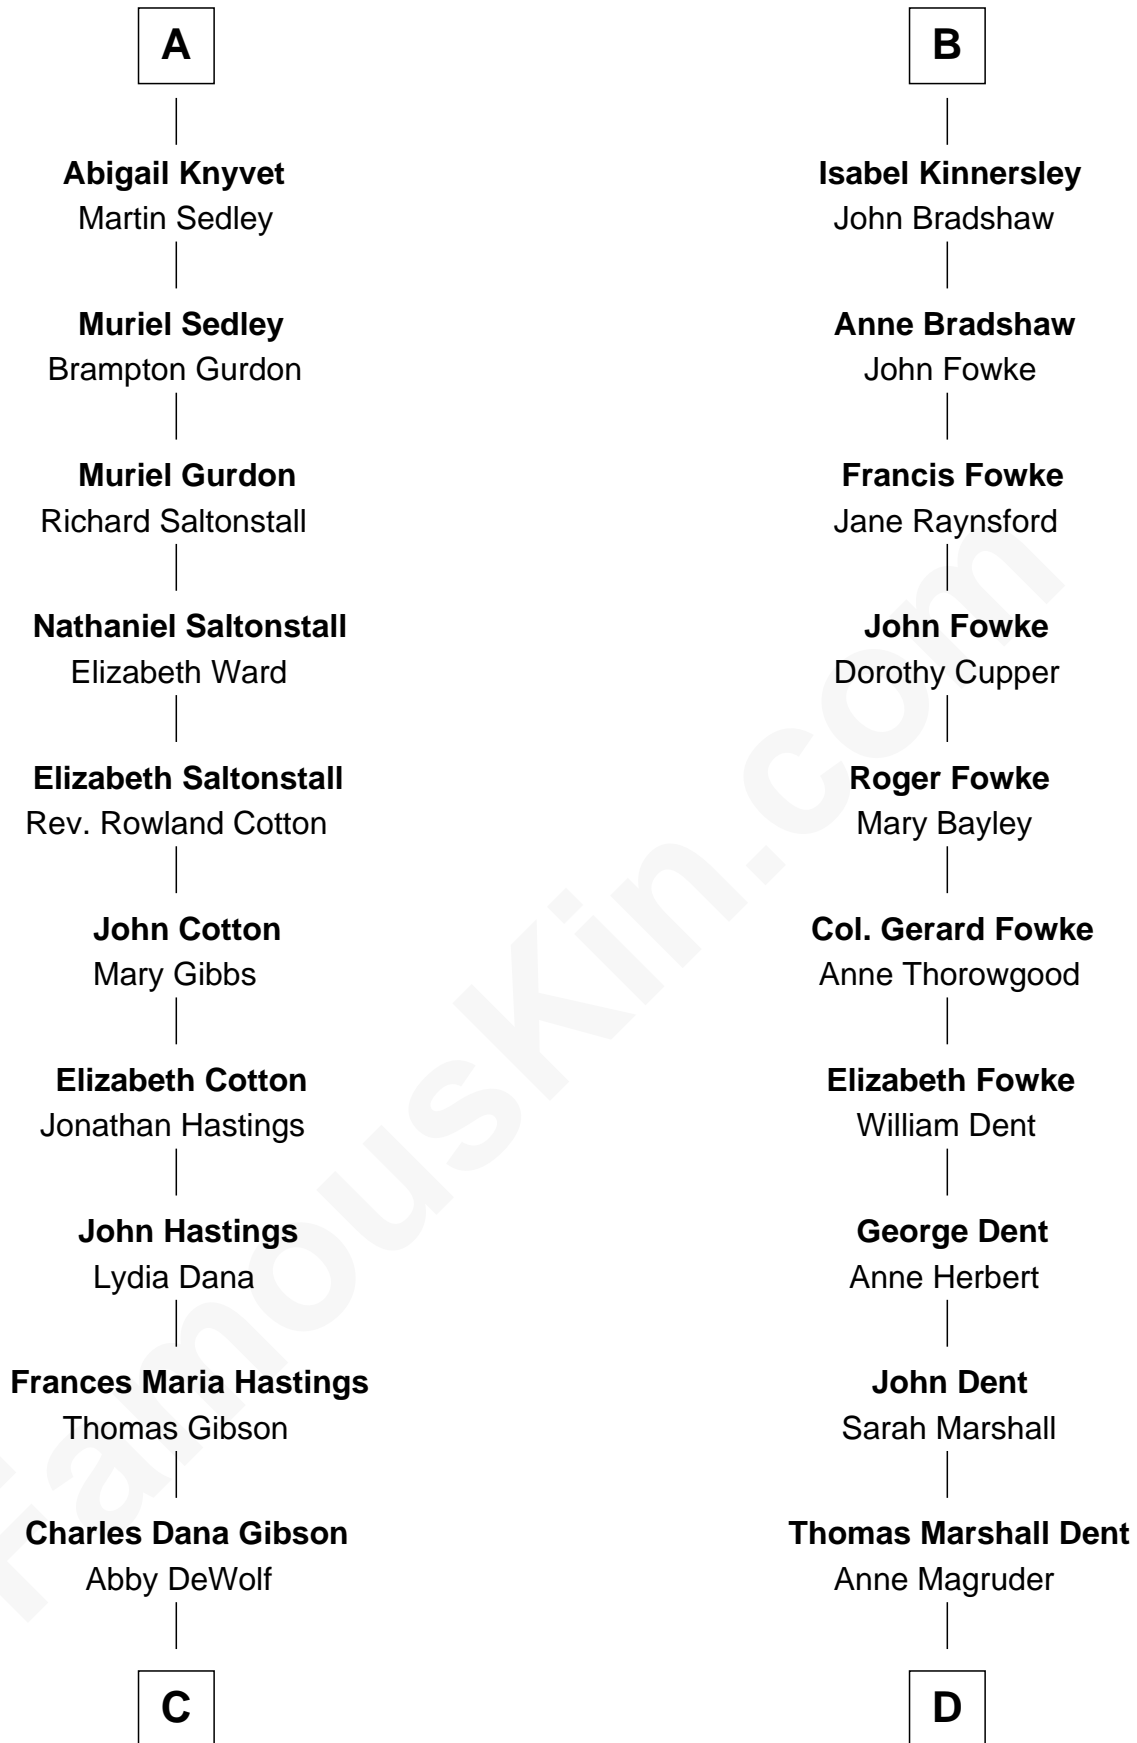 A
Abigail Knyvet
Martin Sedley
Muriel Sedley
Brampton Gurdon
Muriel Gurdon
Richard Saltonstall
Nathaniel Saltonstall
Elizabeth Ward
Elizabeth Saltonstall
Rev. Rowland Cotton
John Cotton
Mary Gibbs
Elizabeth Cotton
Jonathan Hastings
John Hastings
Lydia Dana
Frances Maria Hastings
Thomas Gibson
Charles Dana Gibson
Abby DeWolf
C
B
Isabel Kinnersley
John Bradshaw
Anne Bradshaw
John Fowke
Francis Fowke
Jane Raynsford
John Fowke
Dorothy Cupper
Roger Fowke
Mary Bayley
Col. Gerard Fowke
Anne Thorowgood
Elizabeth Fowke
William Dent
George Dent
Anne Herbert
John Dent
Sarah Marshall
Thomas Marshall Dent
Anne Magruder
D
FamousKin.com